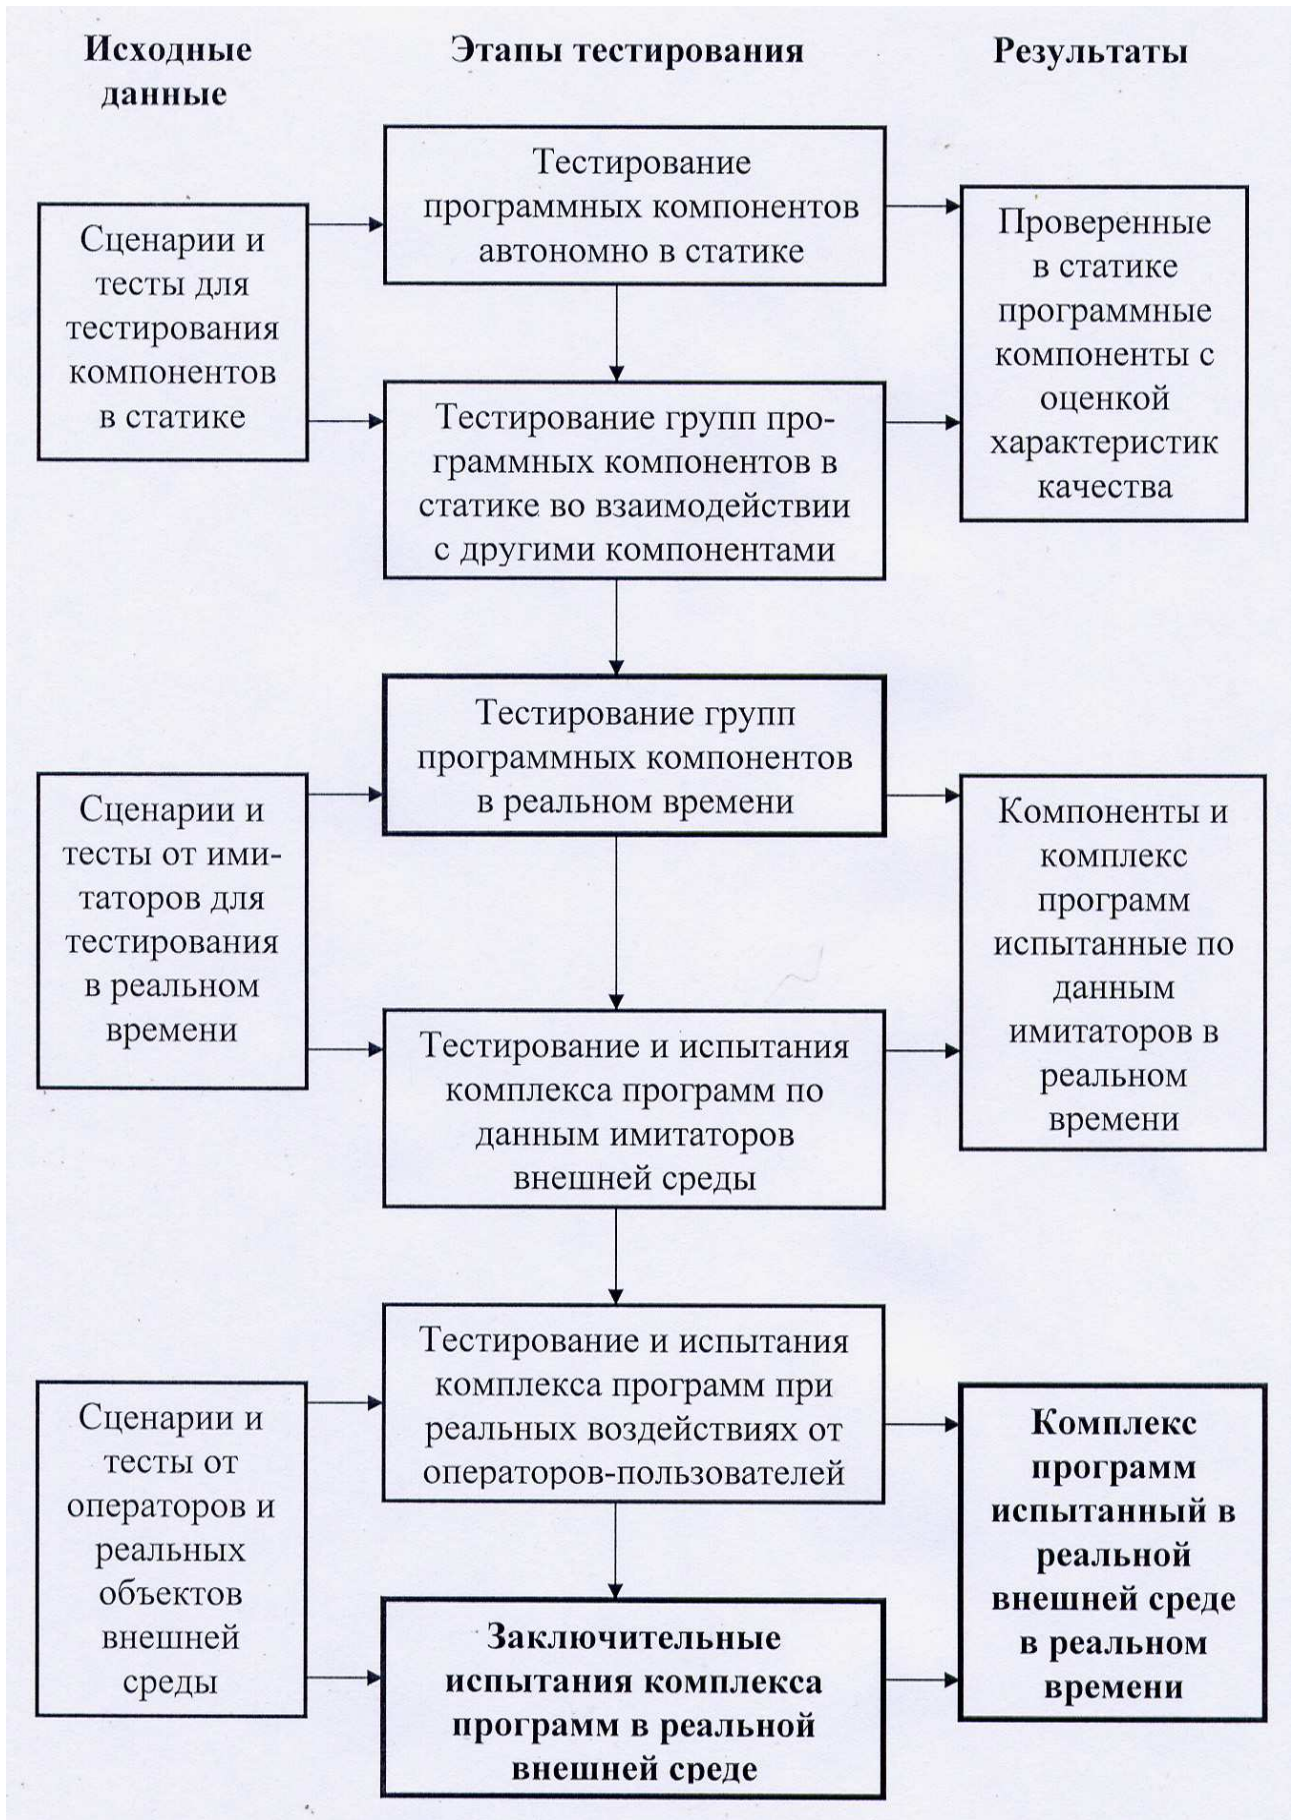 Исходные
данные
Этапы тестирования
Результаты
Сценарии и
тесты для
тестирования
компонентов
в статике
Тестирование
программных компонентов
автономно в статике
Тестирование групп про-
граммных компонентов в
статике во взаимодействии
с другими компонентами
Проверенные
в статике
программные
компоненты с
оценкой
характеристик
качества
Сценарии и
тесты от ими-
таторов для
тестирования
в реальном
времени
Тестирование групп
программных компонентов
в реальном времени
Тестирование и испытания
комплекса программ по
данным имитаторов
внешней среды
Компоненты и
комплекс
программ
испытанные по
данным
имитаторов в
реальном
времени
Сценарии и
тесты от
операторов и
реальных
объектов
внешней
среды
Тестирование и испытания
комплекса программ при
реальных воздействиях от
операторов-пользователей
Заключительные
испытания комплекса
программ в реальной
внешней среде
Комплекс
программ
испытанный в
реальной
внешней среде
в реальном
времени